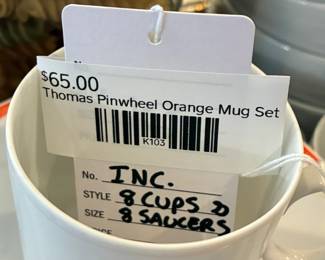 $65.00
Thomas Pinwheel Orange Mug Set
K103
No. INC.
STYLE 8 CUPS &
SIZE 8 SAUCERS